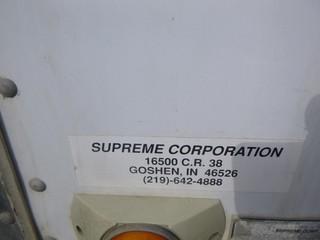 SUPREME CORPORATION
16500 C.R. 38
GOSHEN, IN 46526
(219)-642-4888